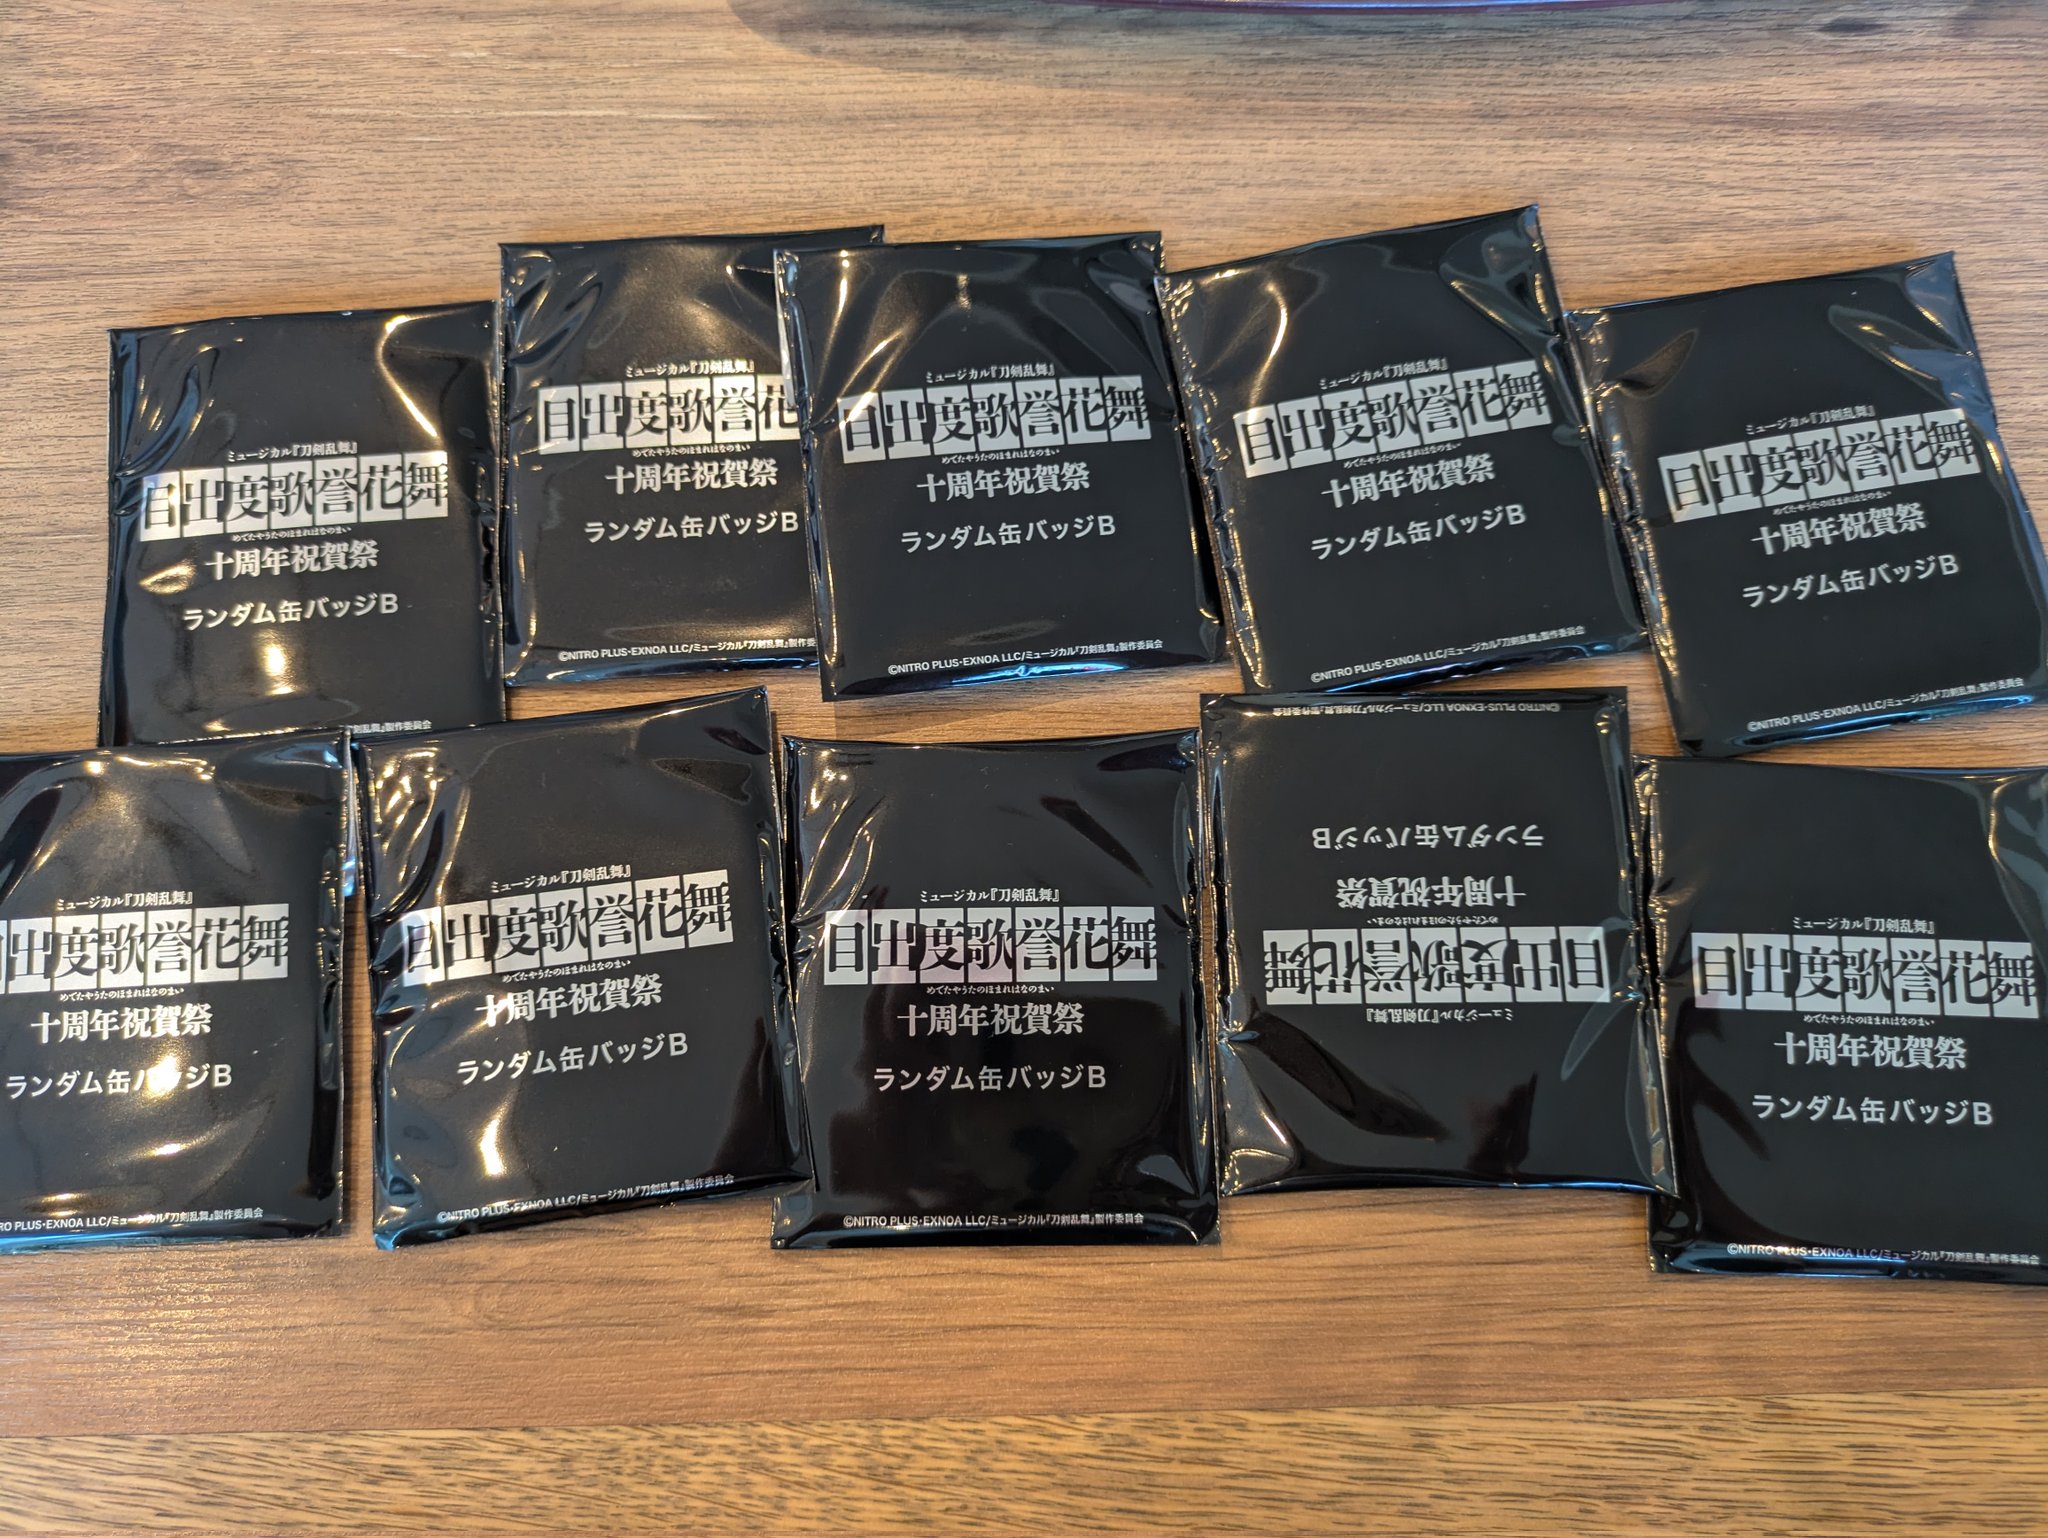 ミュージカル『刀剣乱舞』
目出度歌誉花舞
めでたやうたのほまれはなのまい
十周年祝賀祭
ランダム缶バッジB
製作委員会
ミュージカル『刀剣乱舞』
目出度歌誉花
十周年祝賀祭
ランダム缶バッジB
©NITRO PLUS・EXNOA LLC/ミュージカル『刀剣乱舞』製作
ミュージカル『刀剣乱舞』
目出度歌誉花舞
めでたやうたのほまれはなのまい
十周年祝賀祭
ランダム缶バッジB
©NITRO PLUS・EXNOA LLC/ミュージカル『刀剣乱舞』製作委員会
ミュージカル『刀剣乱舞』
目出度歌誉花舞
めでたやうたのほまれはなのまい
十周年祝賀祭
ランダム缶バッジB
©NITRO PLUS・EXNOA LLC/ミュージカル『刀剣乱舞』製作委員会
ミュージカル『刀剣乱舞』
目出度歌誉花舞
めでたやうたのほまれはなのまい
十周年祝賀祭
ランダム缶バッジB
©NITRO PLUS・EXNOA LLC/ミュージカル『刀剣乱舞』製作委員会
ミュージカル『刀剣乱舞』
目出度歌誉花舞
めでたやうたのほまれはなのまい
十周年祝賀祭
ランダム缶バッジB
PLUS・EXNOA LLC/ミュージカル『刀剣乱舞』製作委員会
ミュージカル『刀剣乱舞』
目出度歌誉花舞
めでたやうたのほまれはなのまい
十周年祝賀祭
ランダム缶バッジB
©NITRO PLUS・EXNOA LLC/ミュージカル『刀剣乱舞』製作委員会
ミュージカル『刀剣乱舞』
目出度歌誉花舞
めでたやうたのほまれはなのまい
十周年祝賀祭
ランダム缶バッジB
©NITRO PLUS・EXNOA LLC/ミュージカル『刀剣乱舞』製作委員会
ミュージカル『刀剣乱舞』
目出度歌誉花舞
めでたやうたのほまれはなのまい
十周年祝賀祭
ランダム缶バッジB
©NITRO PLUS・EXNOA LLC/ミュージカル『刀剣乱舞』製作委員会
ミュージカル『刀剣乱舞』
目出度歌誉花舞
めでたやうたのほまれはなのまい
十周年祝賀祭
ランダム缶バッジB
©NITRO PLUS・EXNOA LLC/ミュージカル『刀剣乱舞』製作委員会